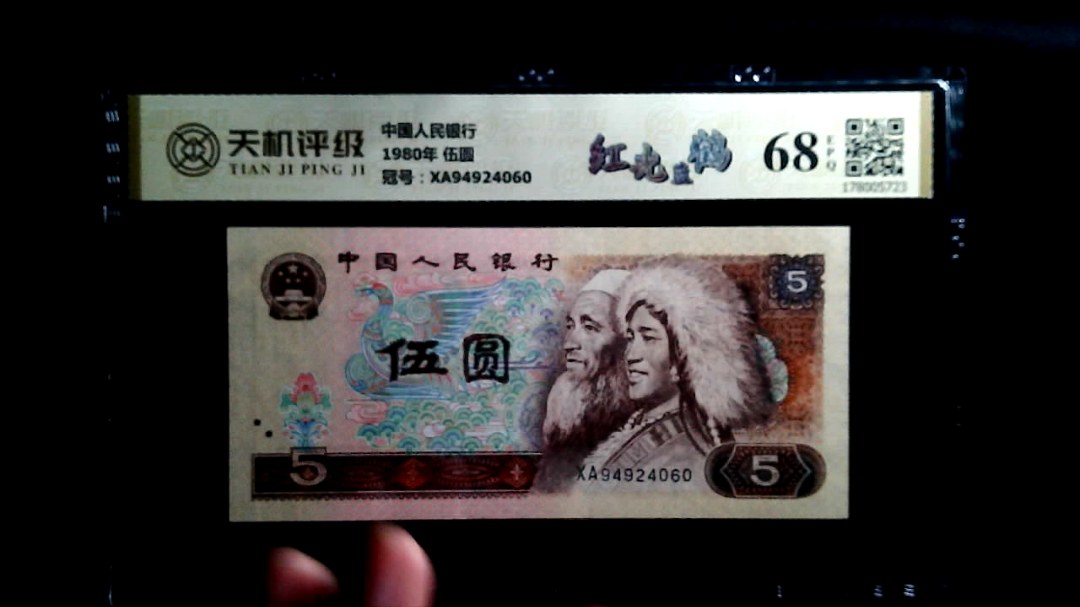 天机评级
TIAN JI PING JI
中国人民银行
1980年 伍圆
冠号：XA94924060
红光蓝鹤
68
EPQ
178005723
中国人民银行
5
伍圆
5
XA94924060
5